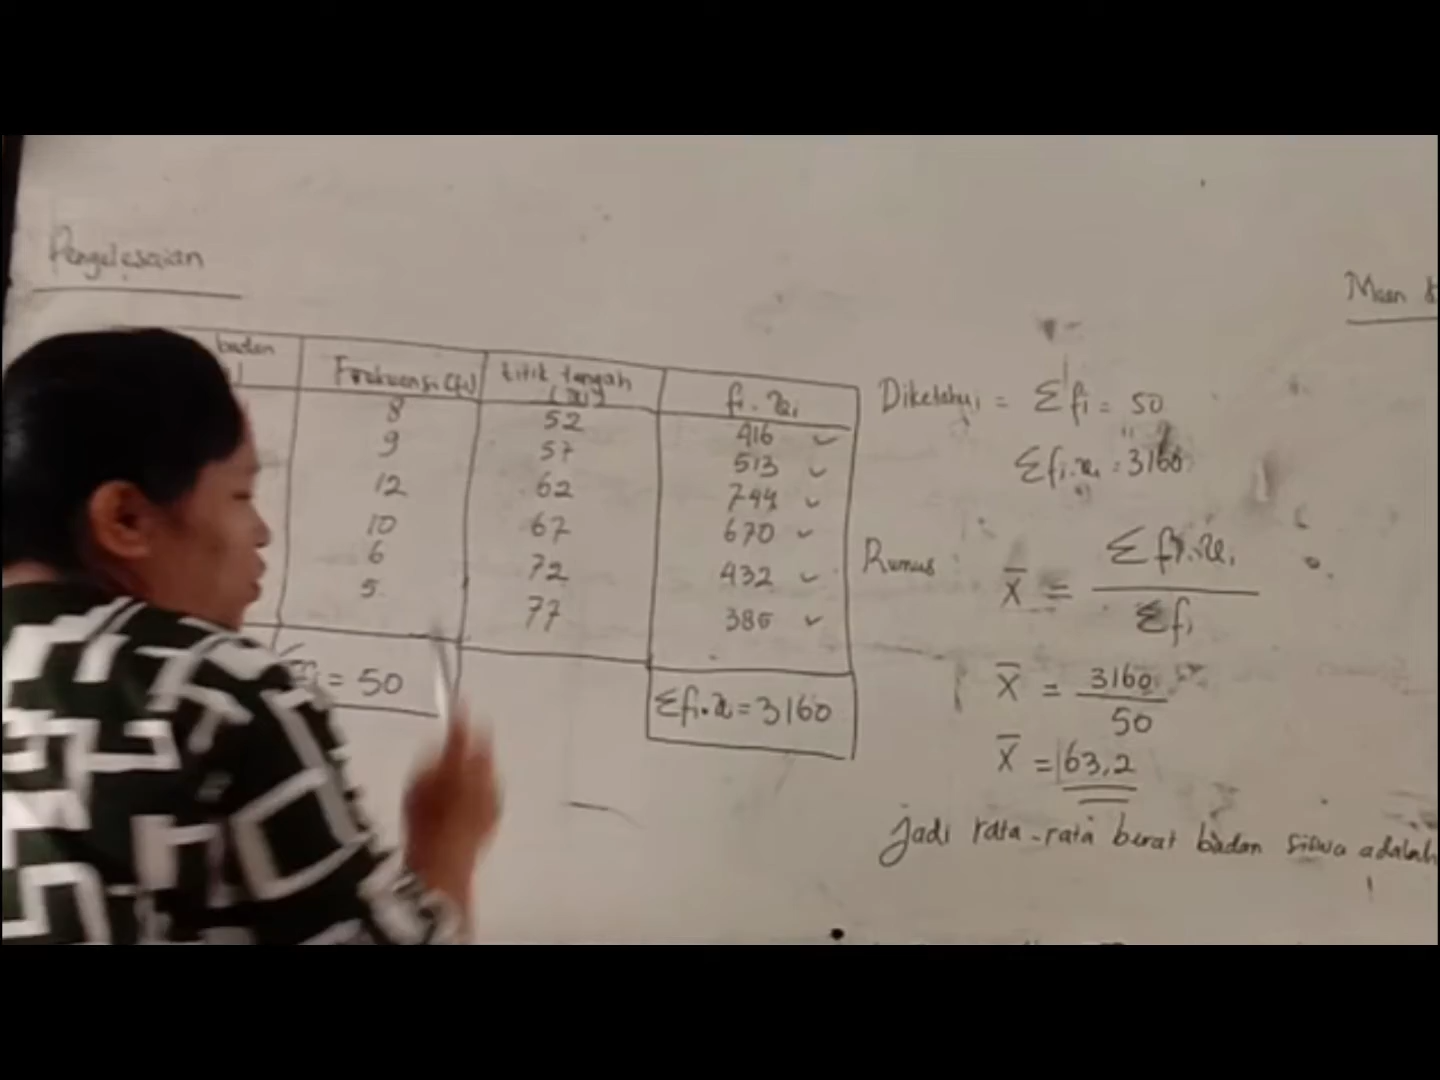 Penyelesaian
badan Frekuensi (fi) titik tengah (xi) fi . xi
8 52 416 ✓
9 57 513 ✓
12 62 744 ✓
10 67 670 ✓
6 72 432 ✓
5 77 385 ✓
= 50 Σfi.xi = 3160
Diketahui = Σfi = 50
Σfi.xi = 3160
Rumus : x̄ = Σfi.xi / Σfi
x̄ = 3160 / 50
x̄ = 63,2
Jadi rata-rata berat badan siswa adalah